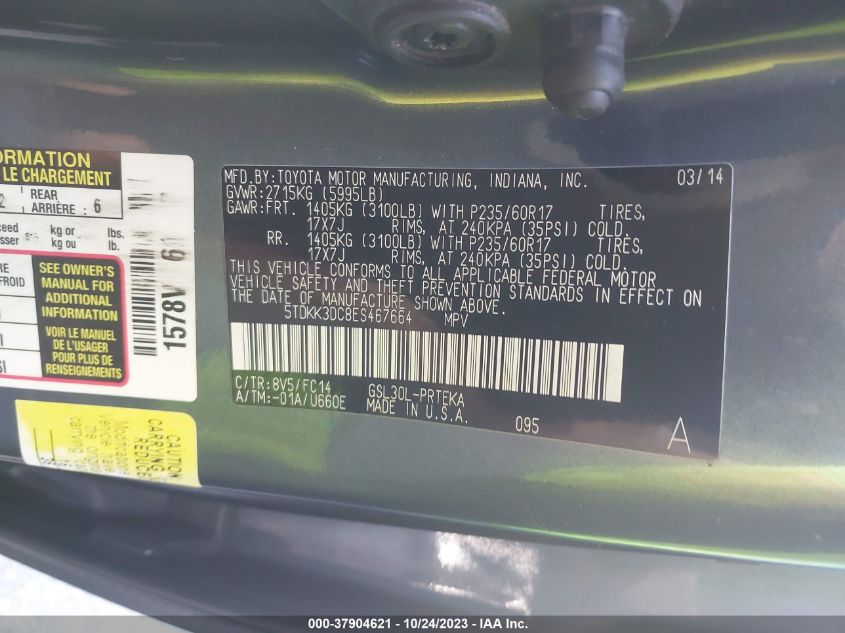 ORMATION
LE CHARGEMENT
2 REAR
ARRIÈRE : 6
kg or lbs.
kg ou lb.
FROID
SEE OWNER'S
MANUAL FOR
ADDITIONAL
INFORMATION
VOIR LE MANUEL
DE L'USAGER
POUR PLUS DE
RENSEIGNEMENTS
1578V 6
CAUTION
MFD.BY:TOYOTA MOTOR MANUFACTURING, INDIANA, INC. 03/14
GVWR:2715KG (5995LB)
GAWR:FRT. 1405KG (3100LB) WITH P235/60R17 TIRES,
17X7J RIMS, AT 240KPA (35PSI) COLD.
RR. 1405KG (3100LB) WITH P235/60R17 TIRES,
17X7J RIMS, AT 240KPA (35PSI) COLD.
THIS VEHICLE CONFORMS TO ALL APPLICABLE FEDERAL MOTOR
VEHICLE SAFETY AND THEFT PREVENTION STANDARDS IN EFFECT ON
THE DATE OF MANUFACTURE SHOWN ABOVE.
5TDKK3DC8ES467664 MPV
C/TR:8V5/FC14 GSL30L-PRTEKA
A/TM:-01A/U660E MADE IN U.S.A. 095
A
000-37904621 - 10/24/2023 - IAA Inc.